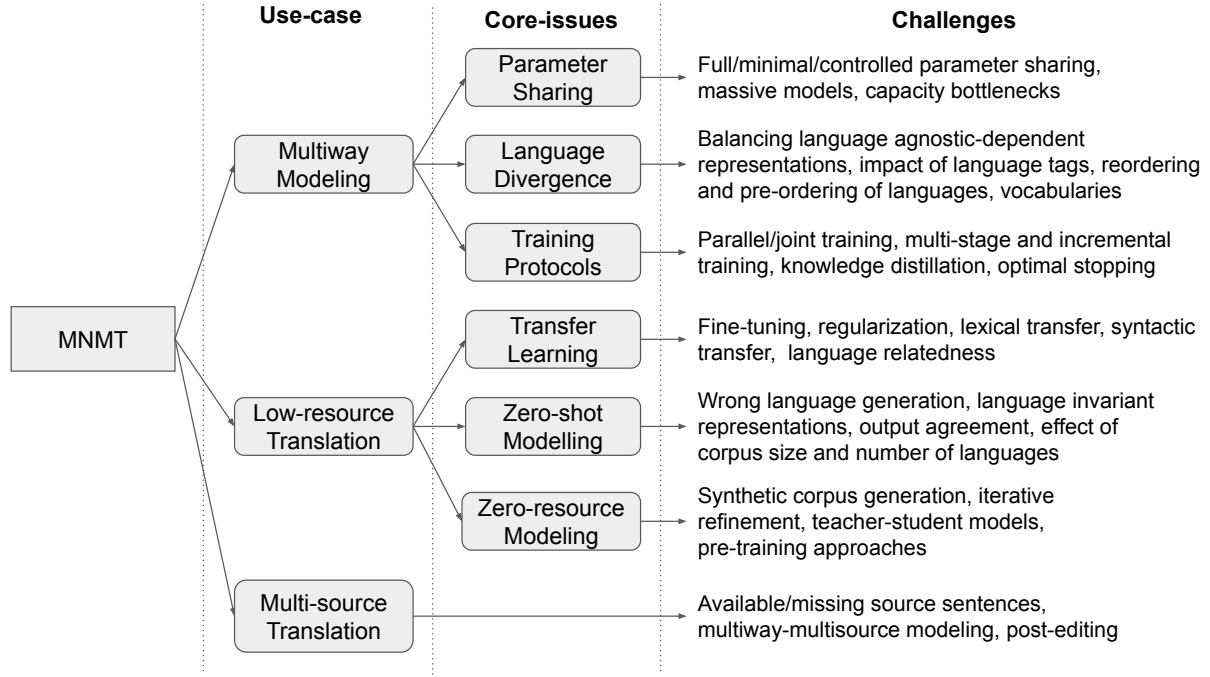 Use-case
Core-issues
Challenges
MNMT
Multiway
Modeling
Parameter
Sharing
Full/minimal/controlled parameter sharing,
massive models, capacity bottlenecks
Language
Divergence
Balancing language agnostic-dependent
representations, impact of language tags, reordering
and pre-ordering of languages, vocabularies
Training
Protocols
Parallel/joint training, multi-stage and incremental
training, knowledge distillation, optimal stopping
Low-resource
Translation
Transfer
Learning
Fine-tuning, regularization, lexical transfer, syntactic
transfer, language relatedness
Zero-shot
Modelling
Wrong language generation, language invariant
representations, output agreement, effect of
corpus size and number of languages
Zero-resource
Modeling
Synthetic corpus generation, iterative
refinement, teacher-student models,
pre-training approaches
Multi-source
Translation
Available/missing source sentences,
multiway-multisource modeling, post-editing